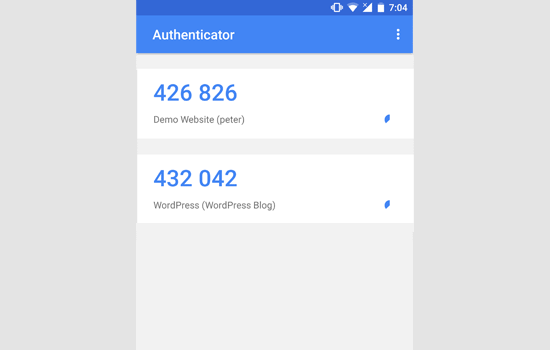 7:04
Authenticator
426 826
Demo Website (peter)
432 042
WordPress (WordPress Blog)